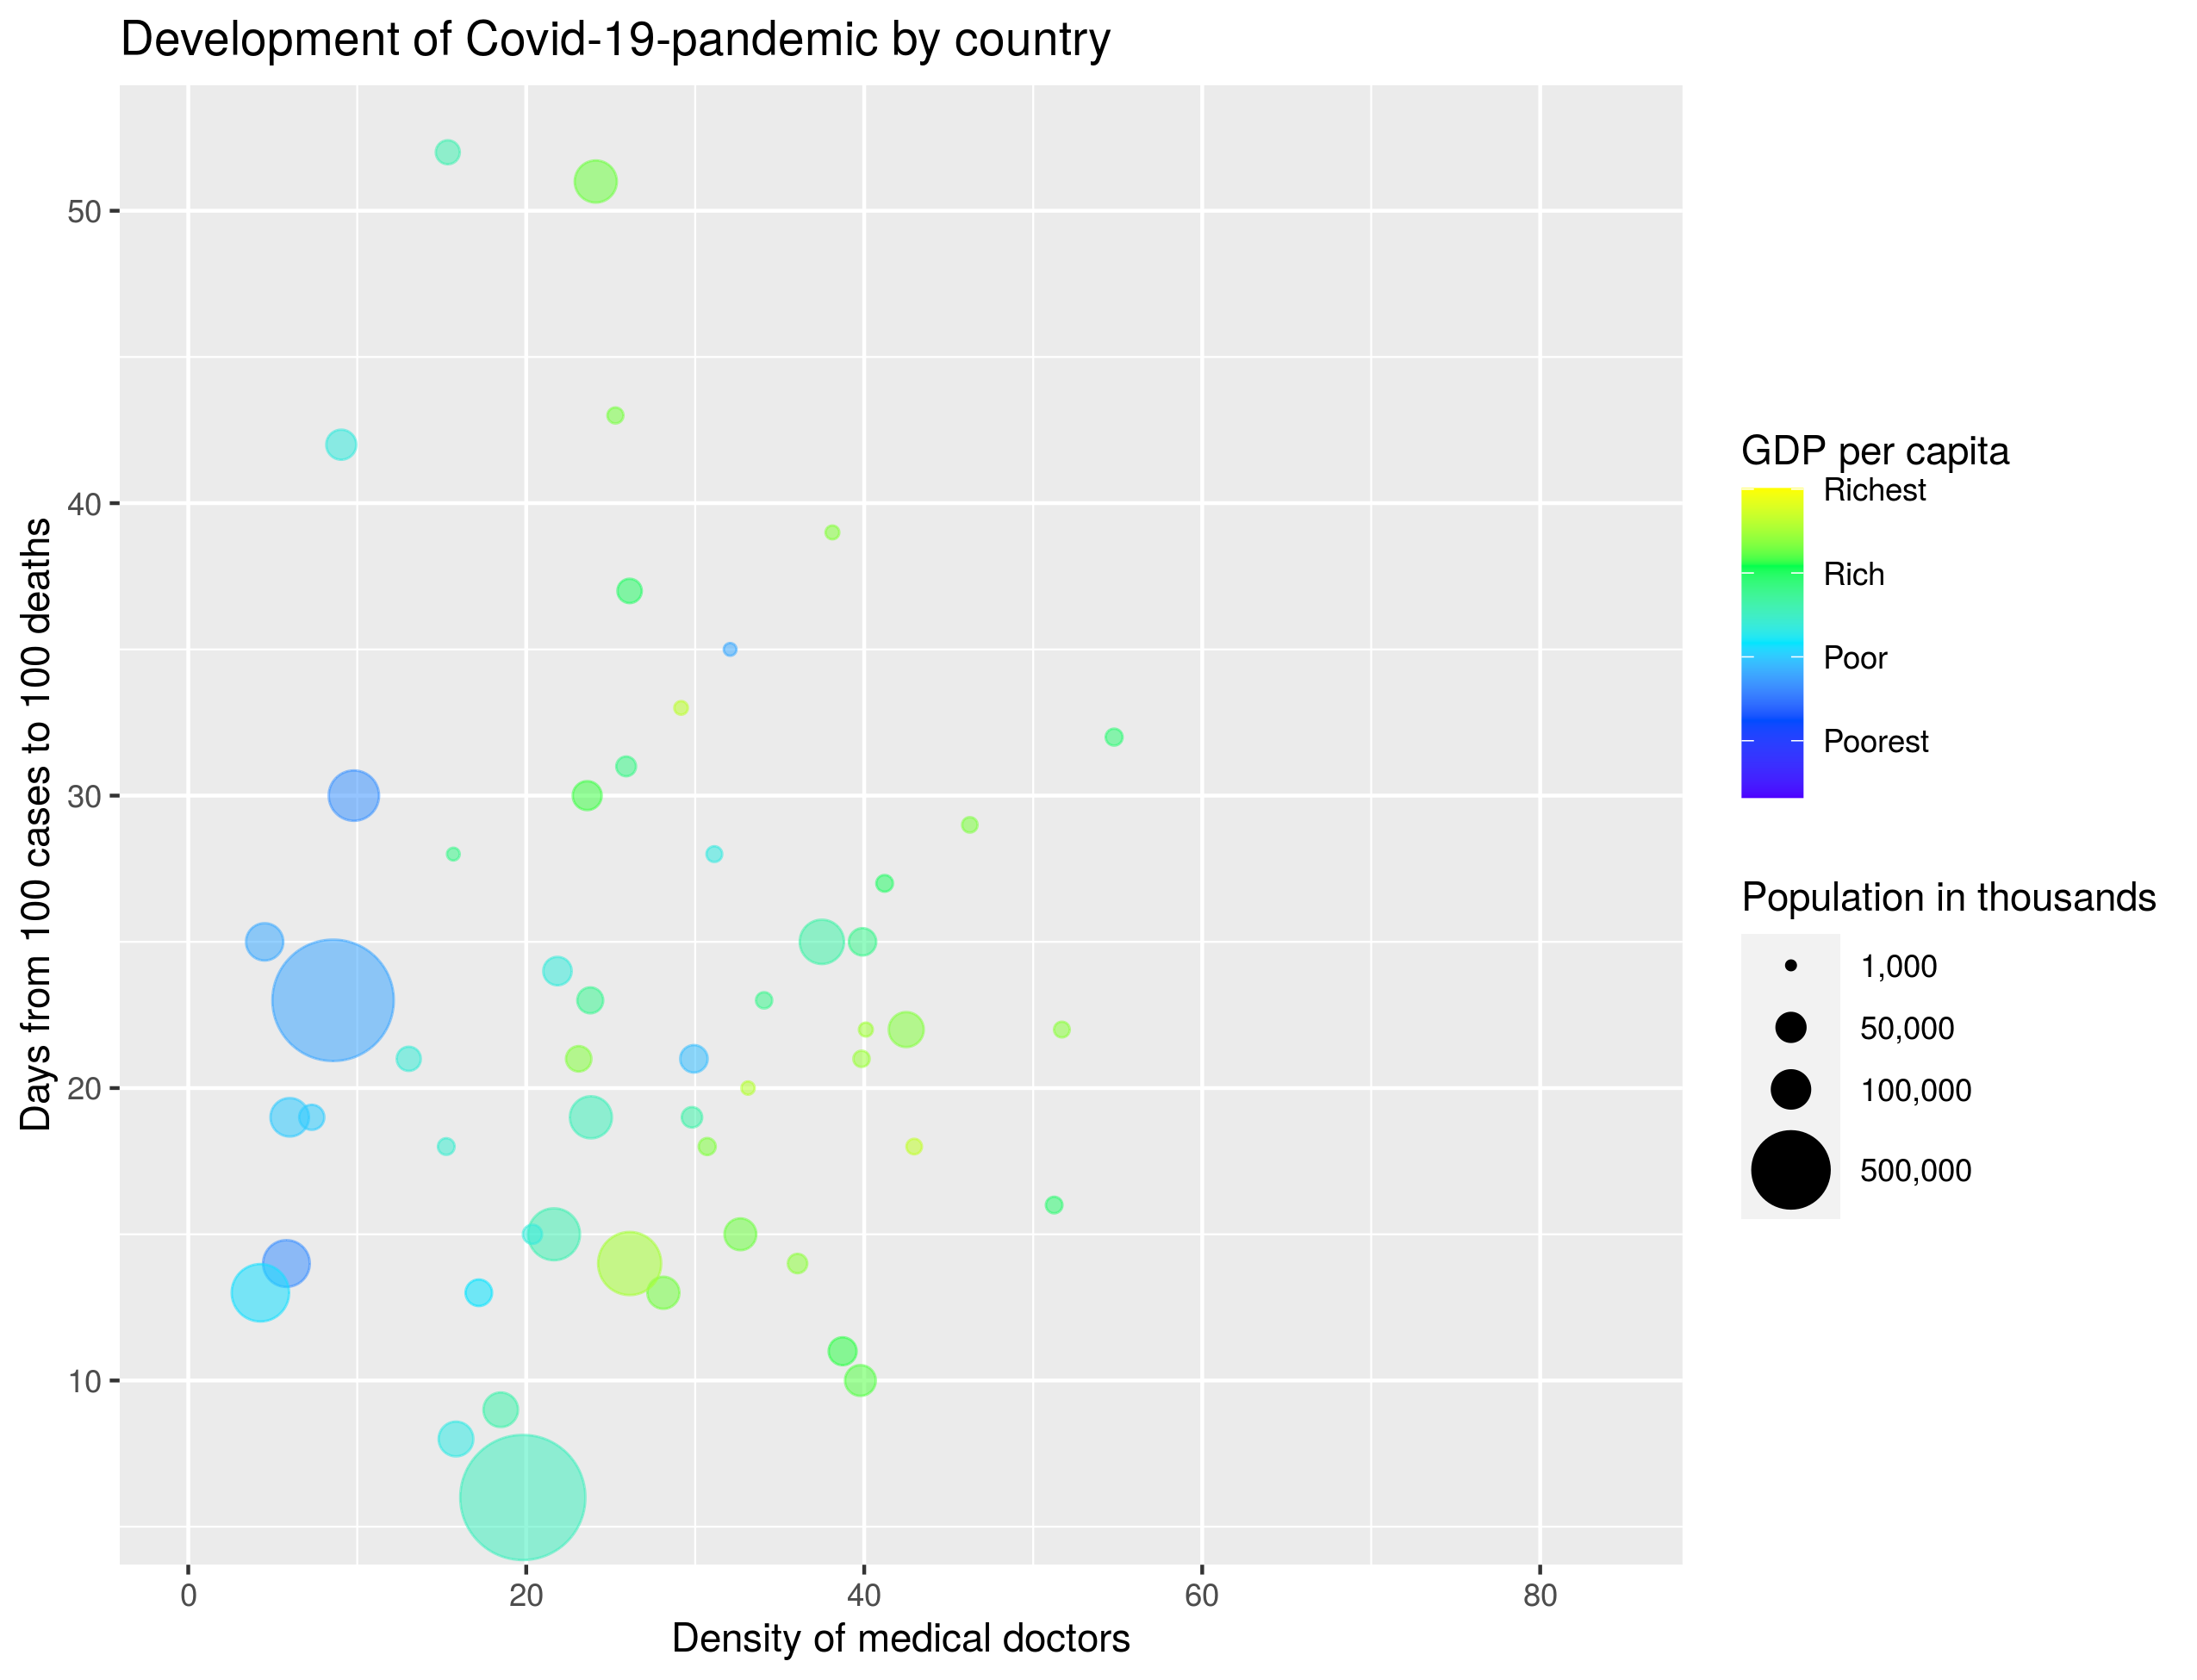 Development of Covid-19-pandemic by country
Days from 100 cases to 100 deaths
50
40
30
20
10
0
20
40
60
80
Density of medical doctors
GDP per capita
Richest
Rich
Poor
Poorest
Population in thousands
1,000
50,000
100,000
500,000